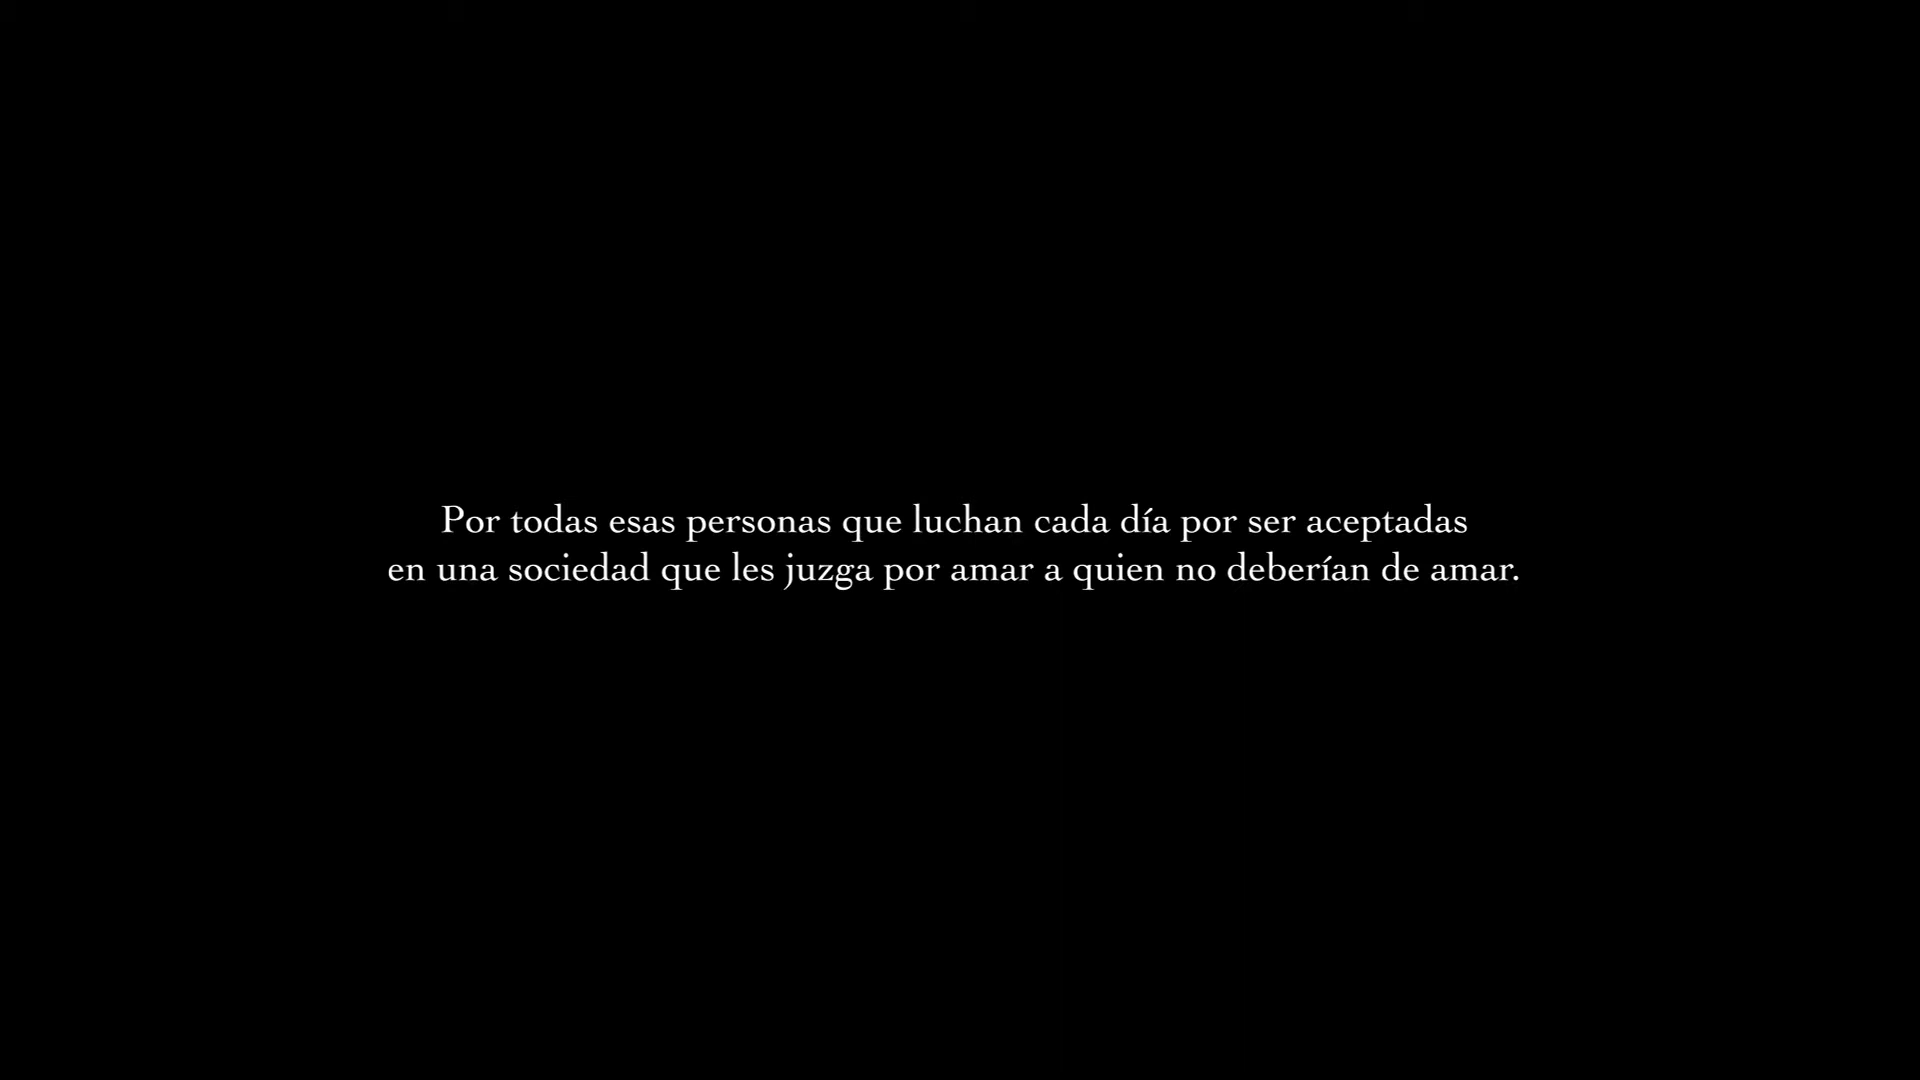 Por todas esas personas que luchan cada día por ser aceptadas
en una sociedad que les juzga por amar a quien no deberían de amar.